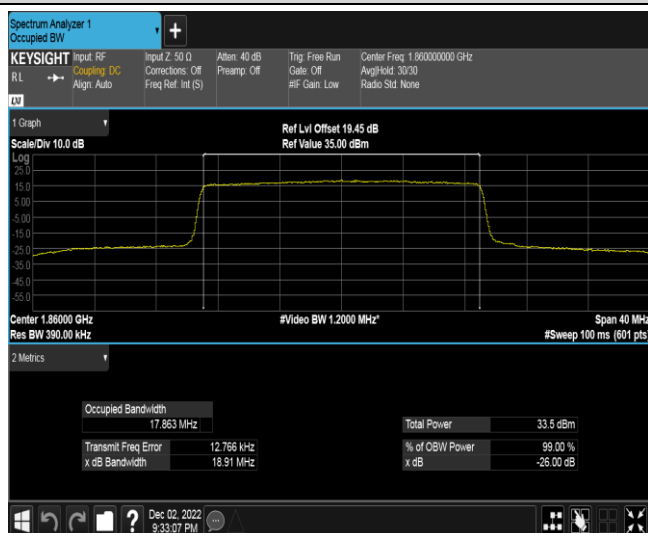 Spectrum Analyzer 1
Occupied BW
+
KEYSIGHT
RL
LXI
Input: RF
Coupling: DC
Align: Auto
Input Z: 50 Ω
Corrections: Off
Freq Ref: Int (S)
Atten: 40 dB
Preamp: Off
Trig: Free Run
Gate: Off
#IF Gain: Low
Center Freq: 1.860000000 GHz
Avg|Hold: 30/30
Radio Std: None
1 Graph
Scale/Div 10.0 dB
Ref Lvl Offset 19.45 dB
Ref Value 35.00 dBm
Log
25.0
15.0
5.00
-5.00
-15.0
-25.0
-35.0
-45.0
-55.0
Center 1.86000 GHz
Res BW 390.00 kHz
#Video BW 1.2000 MHz*
Span 40 MHz
#Sweep 100 ms (601 pts)
2 Metrics
Occupied Bandwidth
17.863 MHz
Transmit Freq Error 12.766 kHz
x dB Bandwidth 18.91 MHz
Total Power 33.5 dBm
% of OBW Power 99.00 %
x dB -26.00 dB
?
Dec 02, 2022
9:33:07 PM